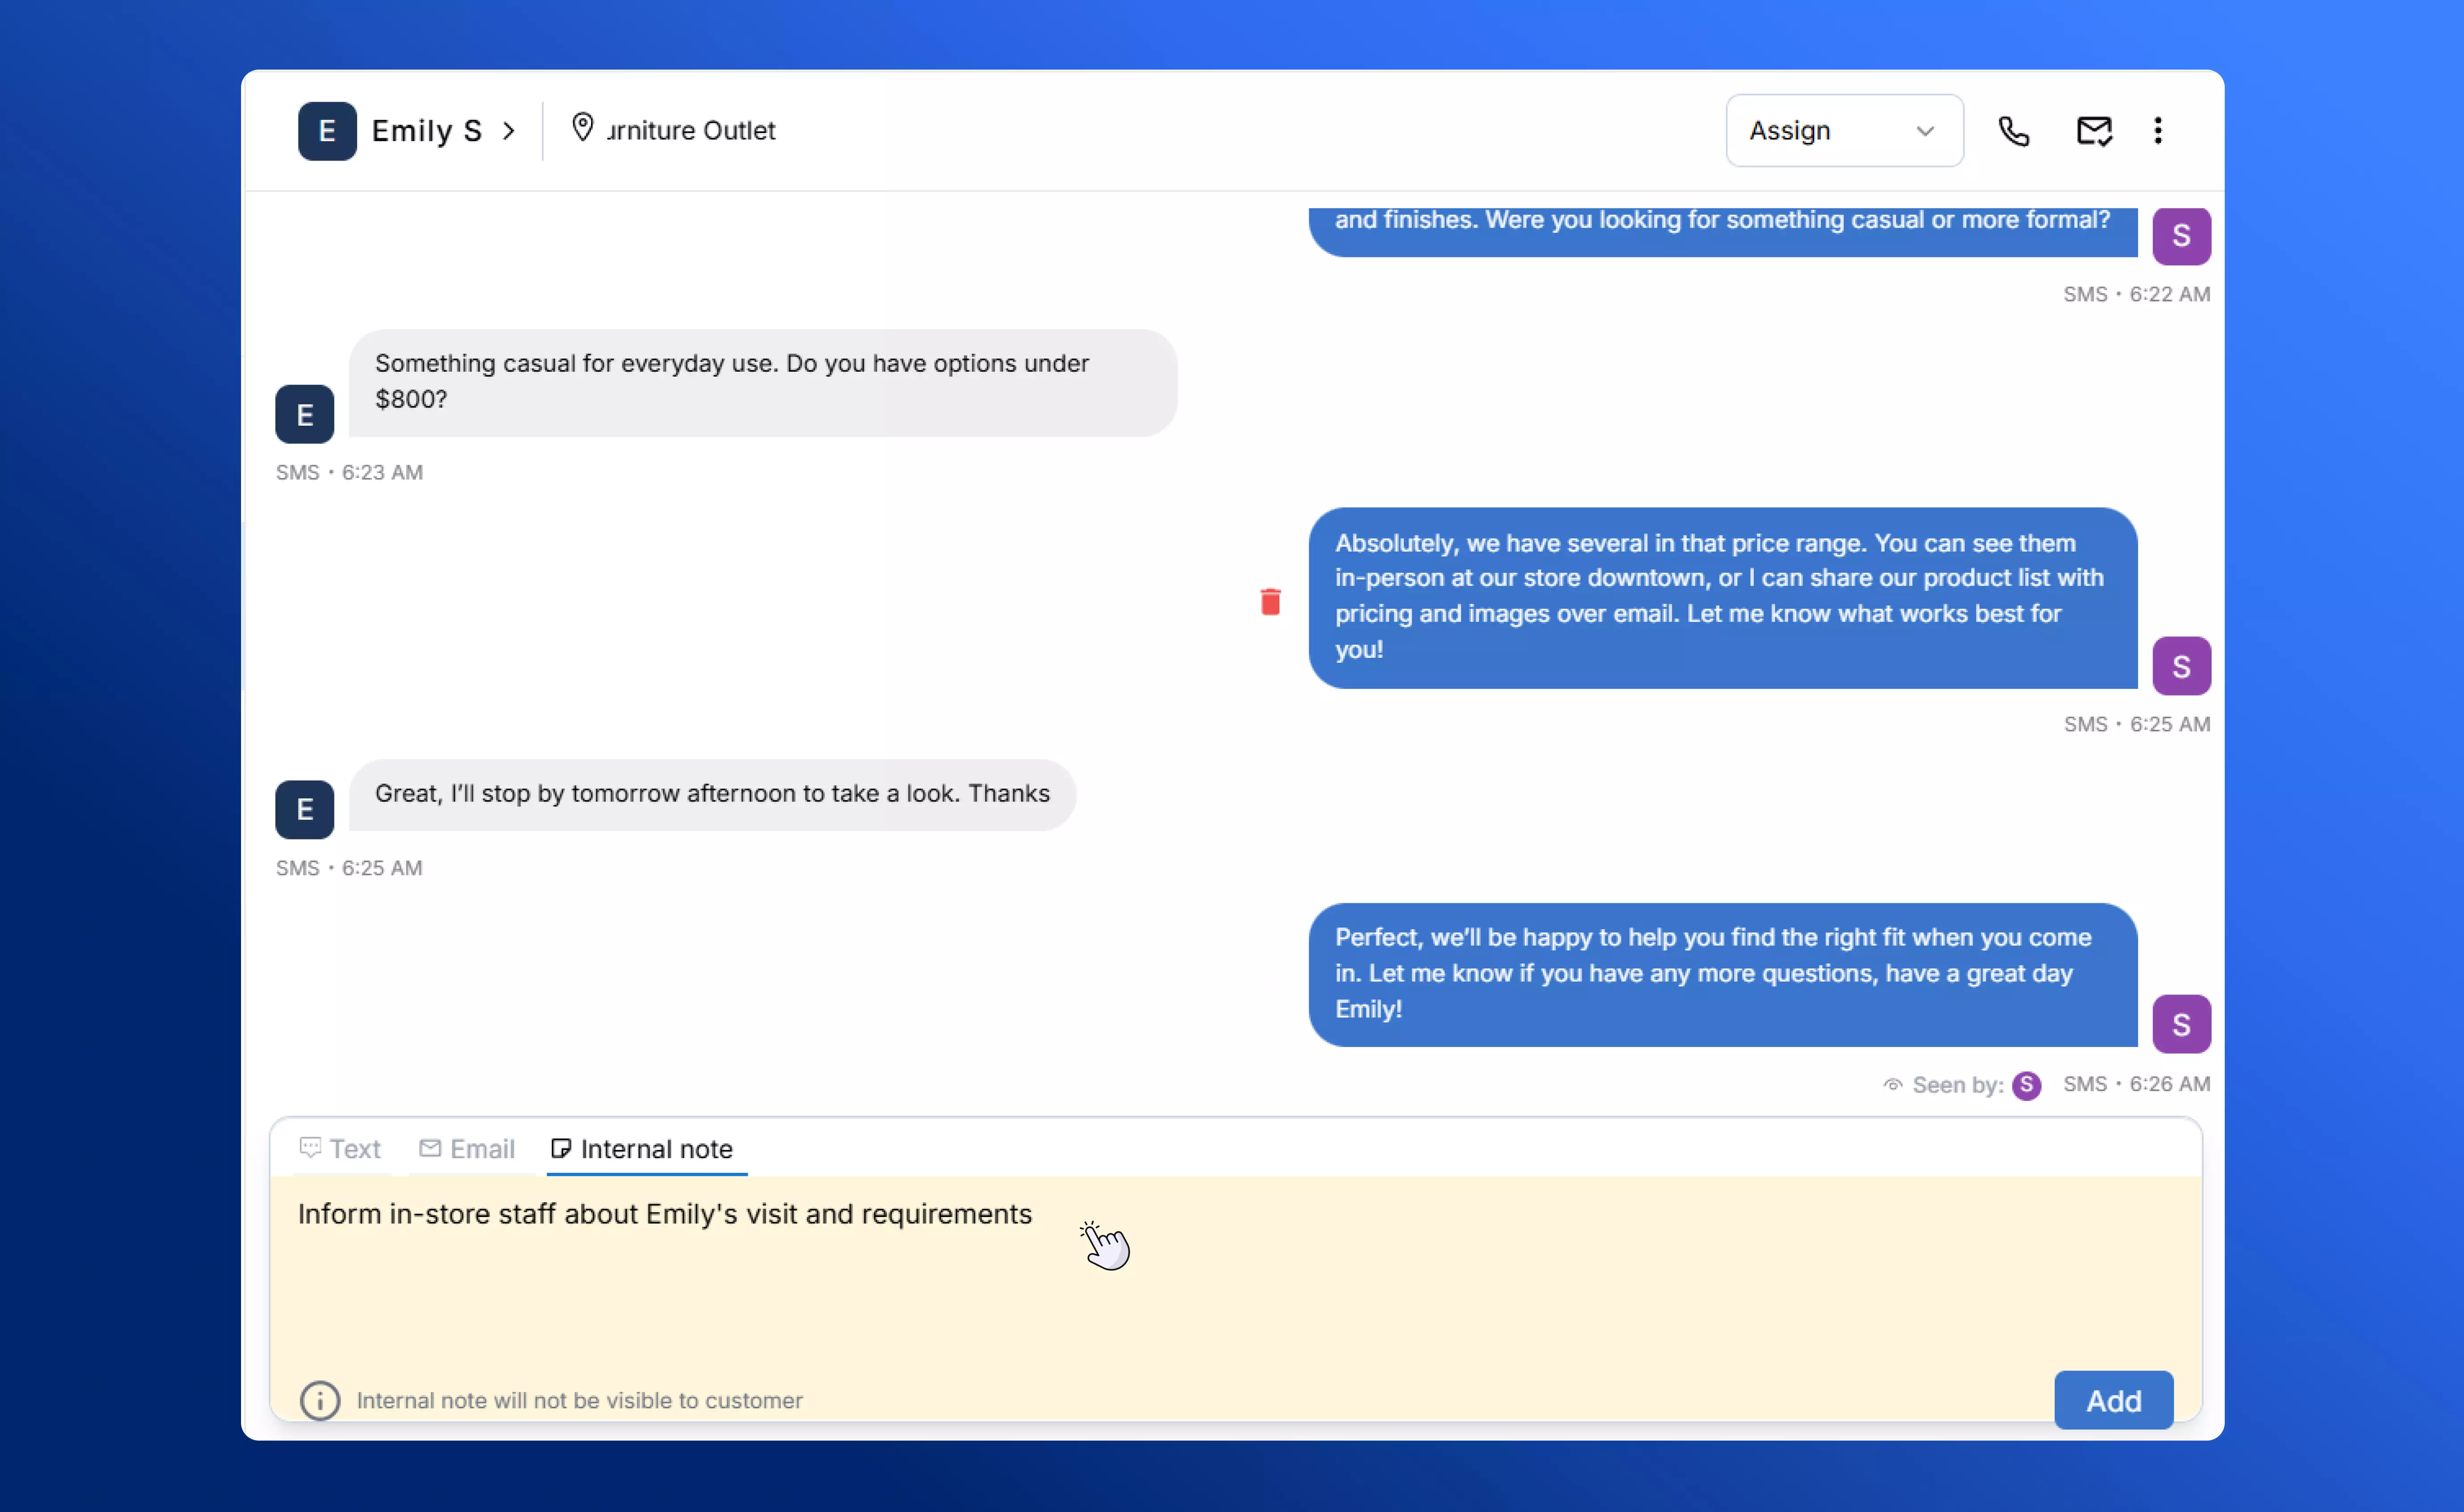 E Emily S
urniture Outlet
Assign
and finishes. Were you looking for something casual or more formal?
S
SMS • 6:22 AM
Something casual for everyday use. Do you have options under
$800?
E
SMS • 6:23 AM
Absolutely, we have several in that price range. You can see them
in-person at our store downtown, or I can share our product list with
pricing and images over email. Let me know what works best for
you!
S
SMS • 6:25 AM
Great, I’ll stop by tomorrow afternoon to take a look. Thanks
E
SMS • 6:25 AM
Perfect, we’ll be happy to help you find the right fit when you come
in. Let me know if you have any more questions, have a great day
Emily!
S
Seen by: S SMS • 6:26 AM
Text Email Internal note
Inform in-store staff about Emily's visit and requirements
Internal note will not be visible to customer
Add